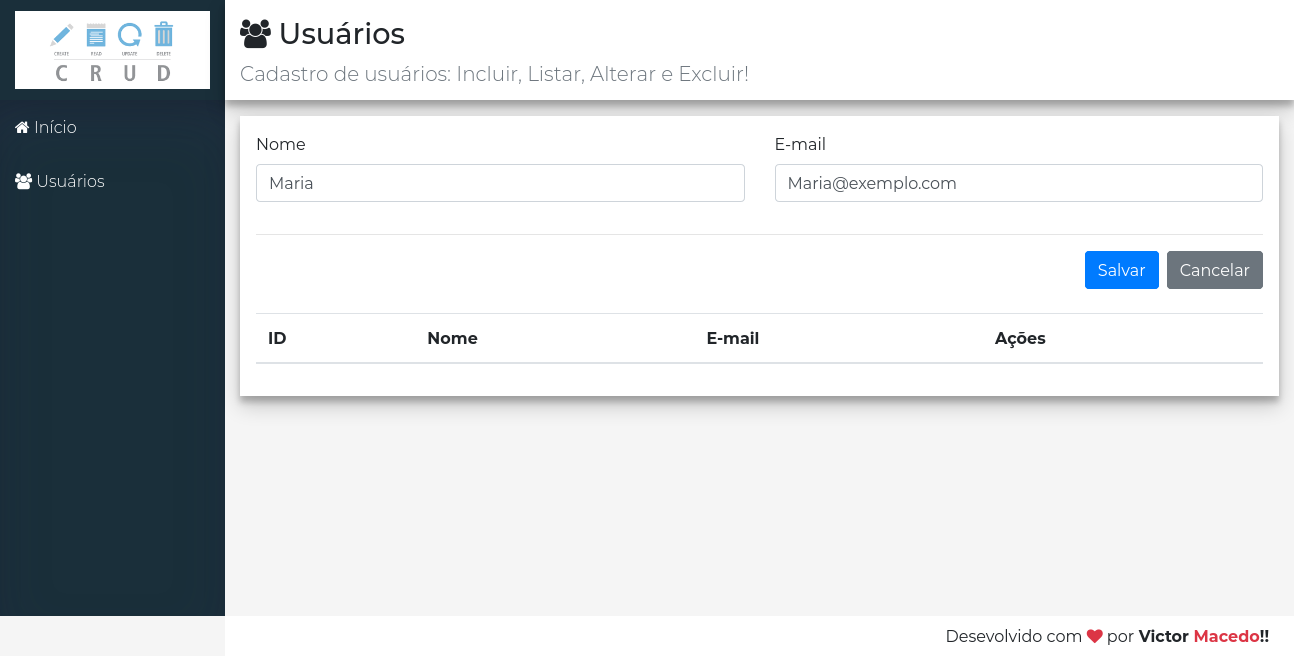 CREATE READ UPDATE DELETE
C R U D
Usuários
Cadastro de usuários: Incluir, Listar, Alterar e Excluir!
Início
Usuários
Nome E-mail
Maria Maria@exemplo.com
Salvar Cancelar
ID Nome E-mail Ações
Desevolvido com por Victor Macedo!!